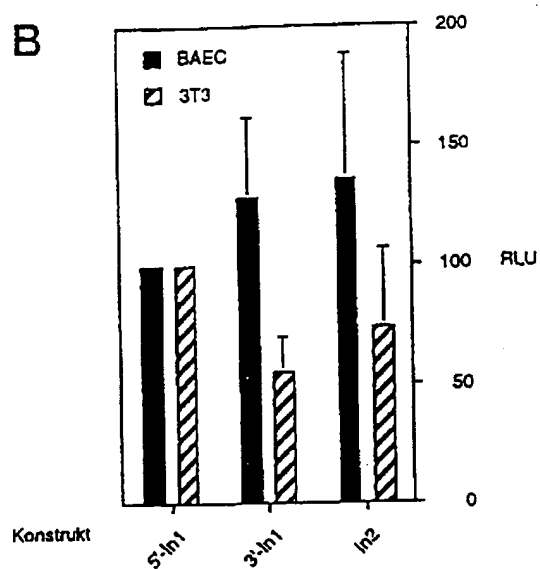 B
BAEC
3T3
200
150
100
50
0
RLU
Konstrukt
5'-In1
3'-In1
In2